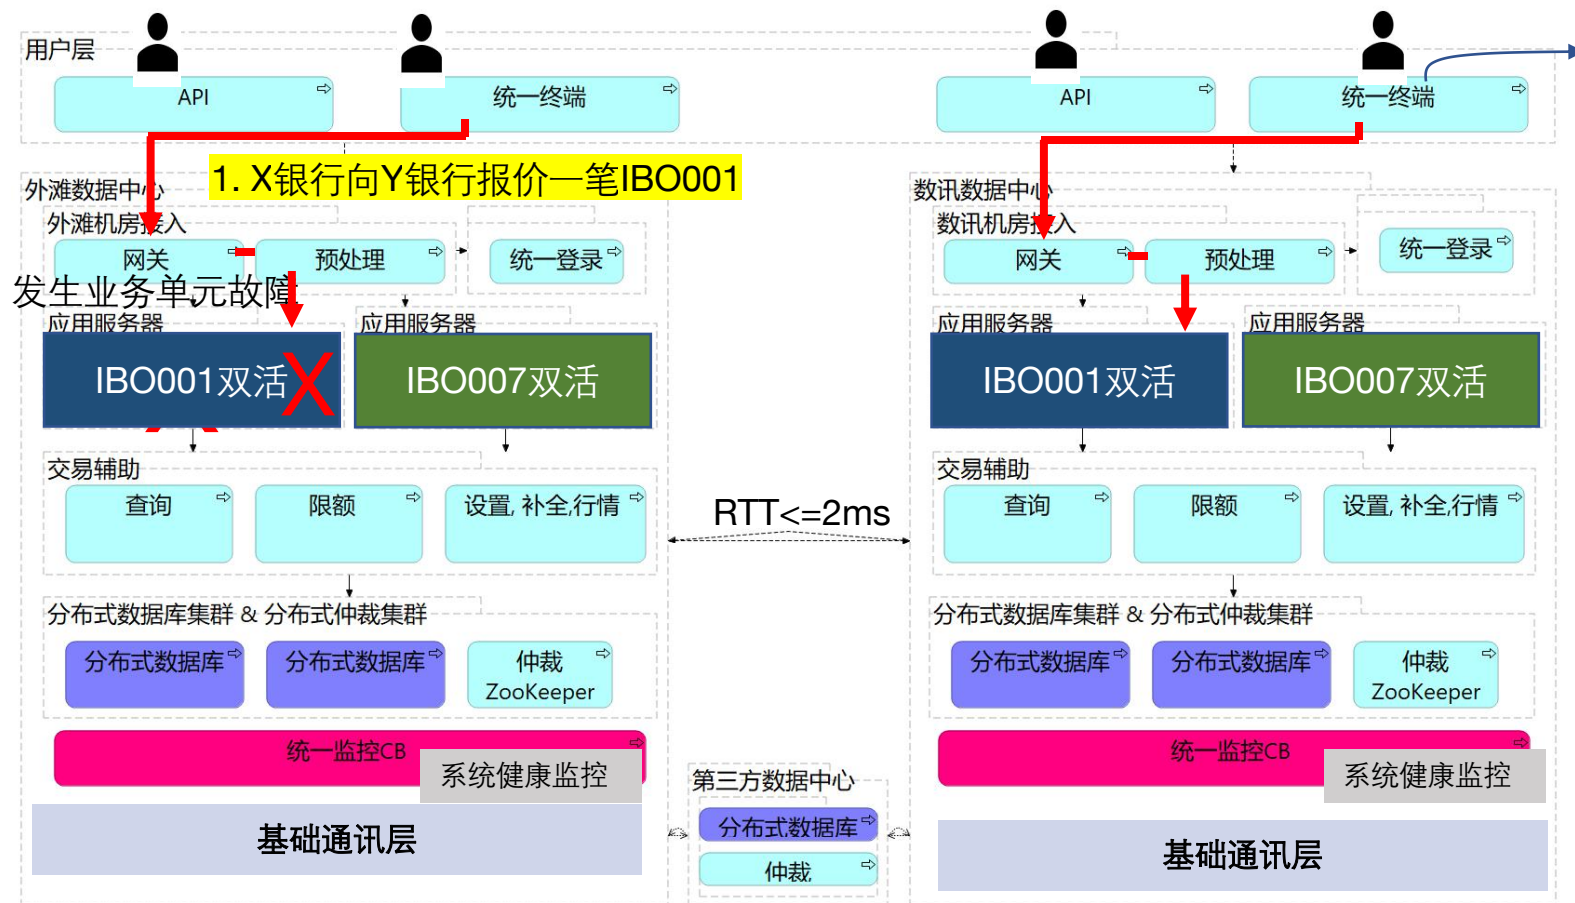 用户层
API
统一终端
API
统一终端
1. X银行向Y银行报价一笔IBO001
外滩数据中心
外滩机房接入
网关
预处理
统一登录
发生业务单元故障
应用服务器
应用服务器
IBO001双活
X
IBO007双活
交易辅助
查询
限额
设置, 补全,行情
分布式数据库集群 & 分布式仲裁集群
分布式数据库
分布式数据库
仲裁
ZooKeeper
统一监控CB
系统健康监控
基础通讯层
RTT<=2ms
第三方数据中心
分布式数据库
仲裁
数讯数据中心
数讯机房接入
网关
预处理
统一登录
应用服务器
应用服务器
IBO001双活
IBO007双活
交易辅助
查询
限额
设置, 补全,行情
分布式数据库集群 & 分布式仲裁集群
分布式数据库
分布式数据库
仲裁
ZooKeeper
统一监控CB
系统健康监控
基础通讯层